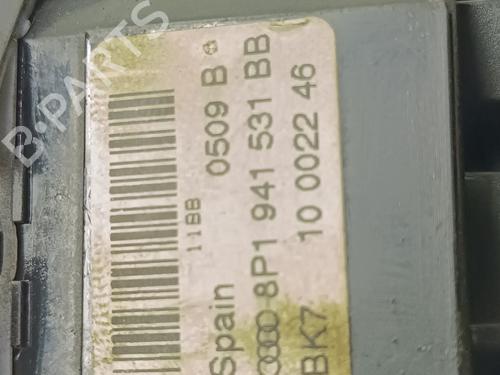 B-PARTS
11BB
Spain 0509 B
8P1 941 531 BB
BK7 10 0022 46